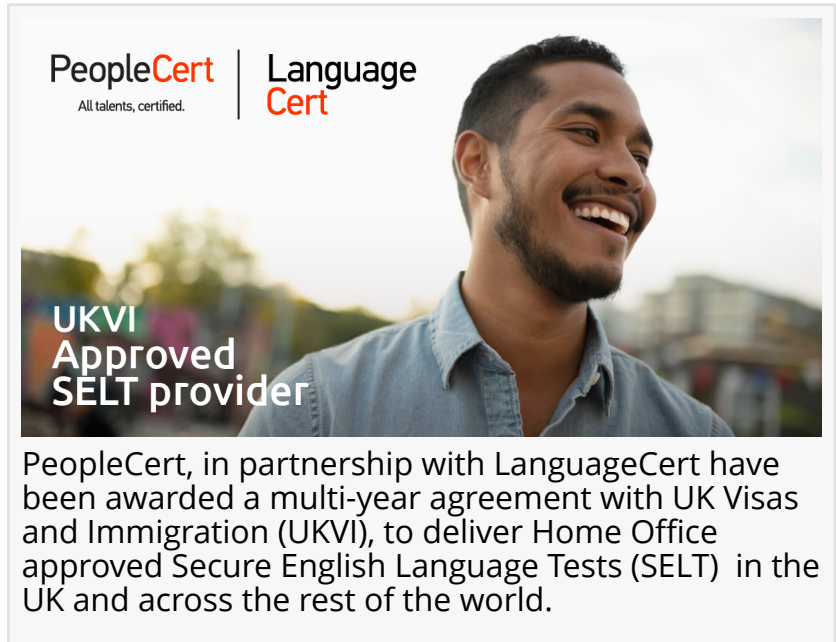 PeopleCert
All talents, certified.
Language
Cert
UKVI
Approved
SELT provider
PeopleCert, in partnership with LanguageCert have
been awarded a multi-year agreement with UK Visas
and Immigration (UKVI), to deliver Home Office
approved Secure English Language Tests (SELT)  in the
UK and across the rest of the world.